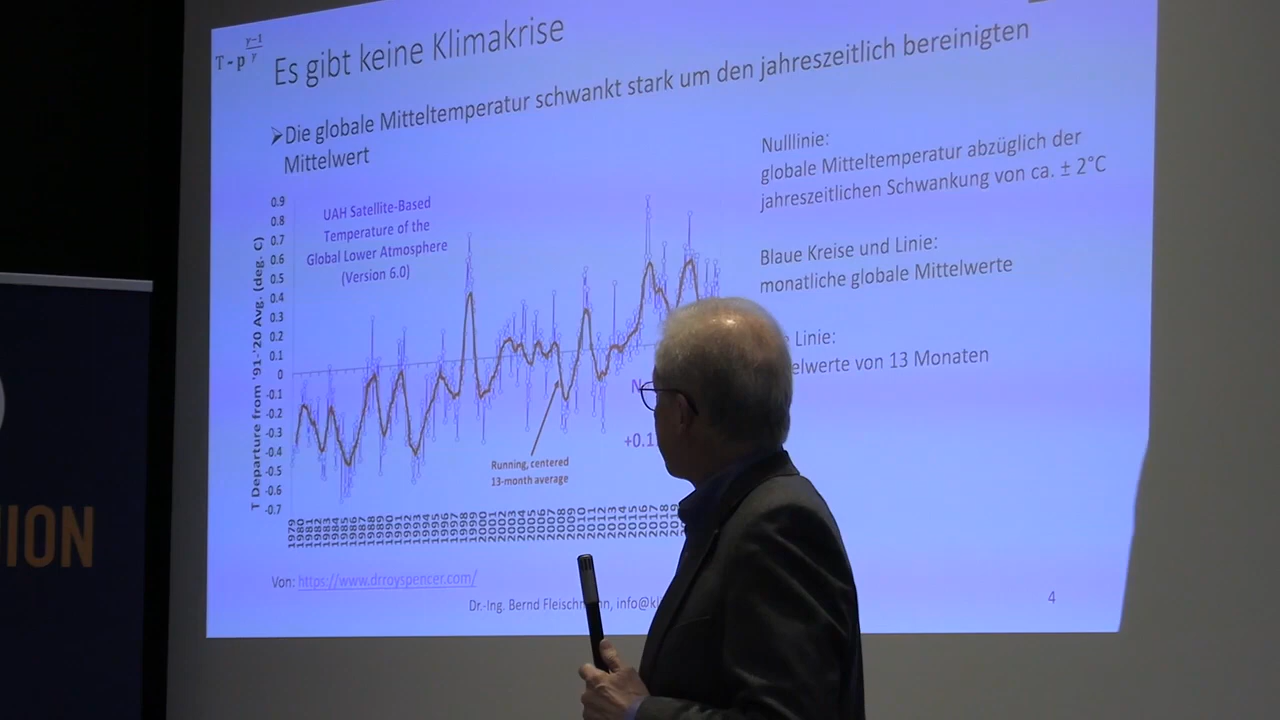 T - p
γ-1
γ
Es gibt keine Klimakrise
➢Die globale Mitteltemperatur schwankt stark um den jahreszeitlich bereinigten
Mittelwert
0.9
0.8
0.7
0.6
0.5
0.4
0.3
0.2
0.1
0
-0.1
-0.2
-0.3
-0.4
-0.5
-0.6
-0.7
T Departure from '91-'20 Avg. (deg. C)
UAH Satellite-Based
Temperature of the
Global Lower Atmosphere
(Version 6.0)
N
+0.1
Running, centered
13-month average
1979 1980 1981 1982 1983 1984 1985 1986 1987 1988 1989 1990 1991 1992 1993 1994 1995 1996 1997 1998 1999 2000 2001 2002 2003 2004 2005 2006 2007 2008 2009 2010 2011 2012 2013 2014 2015 2016 2017 2018
Nulllinie:
globale Mitteltemperatur abzüglich der
jahreszeitlichen Schwankung von ca. ± 2°C
Blaue Kreise und Linie:
monatliche globale Mittelwerte
Linie:
elwerte von 13 Monaten
Von: https://www.drroyspencer.com/
Dr.-Ing. Bernd info@k
4
ION